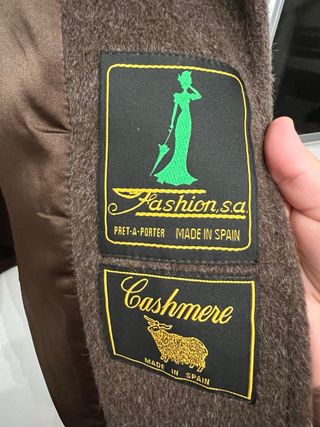 Fashion, s.a.
PRET-A-PORTER MADE IN SPAIN
Cashmere
MADE IN SPAIN